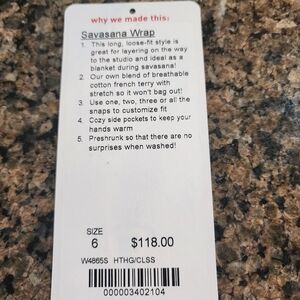 why we made this:
Savasana Wrap
1. This long, loose-fit style is
great for layering on the way
to the studio and ideal as a
blanket during savasana!
2. Our own blend of breathable
cotton french terry with
stretch so it won't bag out!
3. Use one, two, three or all the
snaps to customize fit
4. Cozy side pockets to keep your
hands warm
5. Preshrunk so that there are no
surprises when washed!
SIZE
6 $118.00
W4865S HTHG/CLSS
000003402104